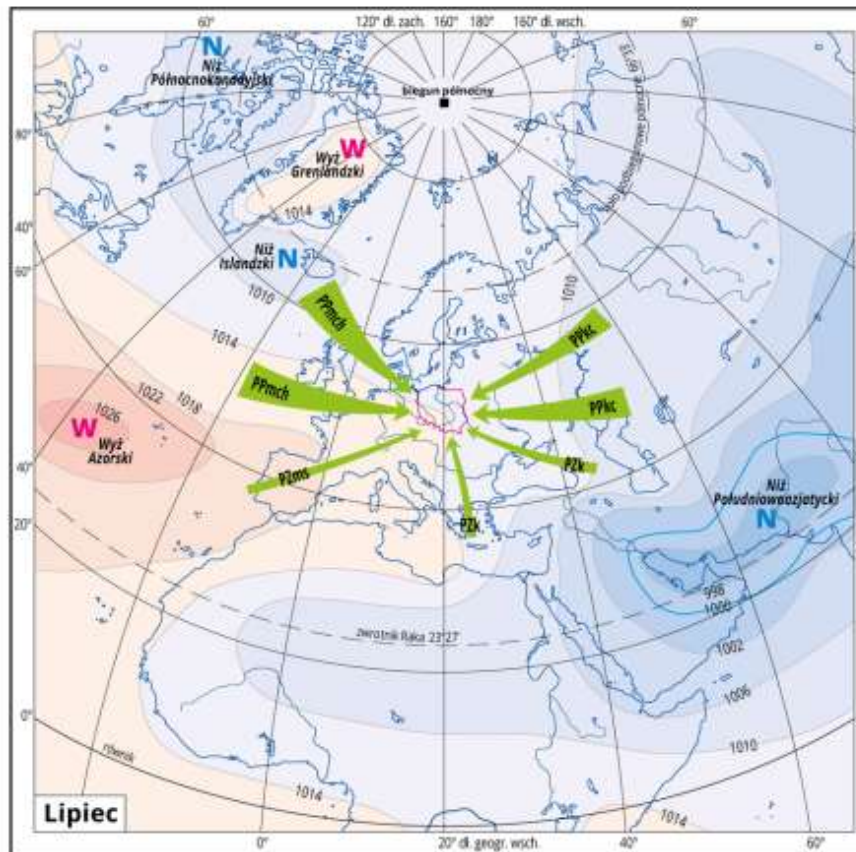 60°
120° dł. zach.
160°
180°
160° dł. wsch.
60°
N
Niż
Północnokanadyjski
biegun północny
80°
W
Wyż
Grenlandzki
1014
40°
Niż
Islandzki
N
60°
1010
1010
PPmch
PPkc
1014
1018
1022
PPmch
PPkc
1026
W
Wyż
Azorski
PZms
PZk
Niż
Południowoazjatycki
N
40°
PZk
20°
998
1000
zwrotnik Raka 23°27
1002
1006
0°
1010
równik
1014
1014
Lipiec
0°
20° dł. geogr. wsch.
40°
60°